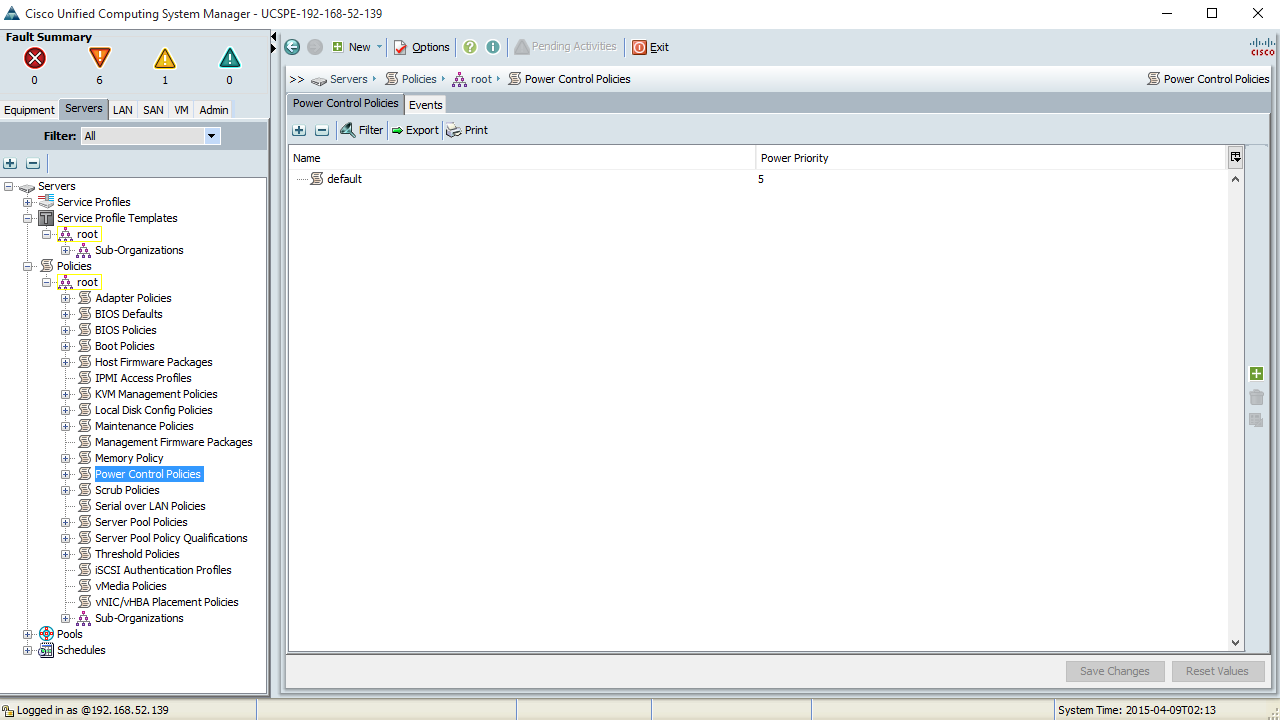 Cisco Unified Computing System Manager - UCSPE-192-168-52-139
Fault Summary
0 6 1 0
Equipment Servers LAN SAN VM Admin
Filter: All
Servers
Service Profiles
Service Profile Templates
root
Sub-Organizations
Policies
root
Adapter Policies
BIOS Defaults
BIOS Policies
Boot Policies
Host Firmware Packages
IPMI Access Profiles
KVM Management Policies
Local Disk Config Policies
Maintenance Policies
Management Firmware Packages
Memory Policy
Power Control Policies
Scrub Policies
Serial over LAN Policies
Server Pool Policies
Server Pool Policy Qualifications
Threshold Policies
iSCSI Authentication Profiles
vMedia Policies
vNIC/vHBA Placement Policies
Sub-Organizations
Pools
Schedules
New Options Pending Activities Exit
CISCO
>> Servers Policies root Power Control Policies Power Control Policies
Power Control Policies Events
Filter Export Print
Name Power Priority
default 5
Save Changes Reset Values
Logged in as @192.168.52.139 System Time: 2015-04-09T02:13